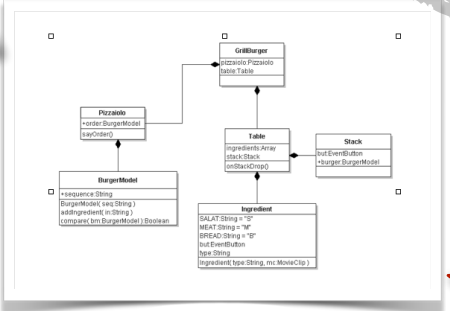 GrillBurger
pizzaiolo:Pizzaiolo
table:Table
Pizzaiolo
+order:BurgerModel
sayOrder()
Table
ingredients:Array
stack:Stack
onStackDrop()
Stack
but:EventButton
+burger:BurgerModel
BurgerModel
+sequence:String
BurgerModel( seq:String )
addIngredient( in:String )
compare( bm:BurgerModel ):Boolean
Ingredient
SALAT:String = "S"
MEAT:String = "M"
BREAD:String = "B"
but:EventButton
type:String
Ingredient( type:String, mc:MovieClip )